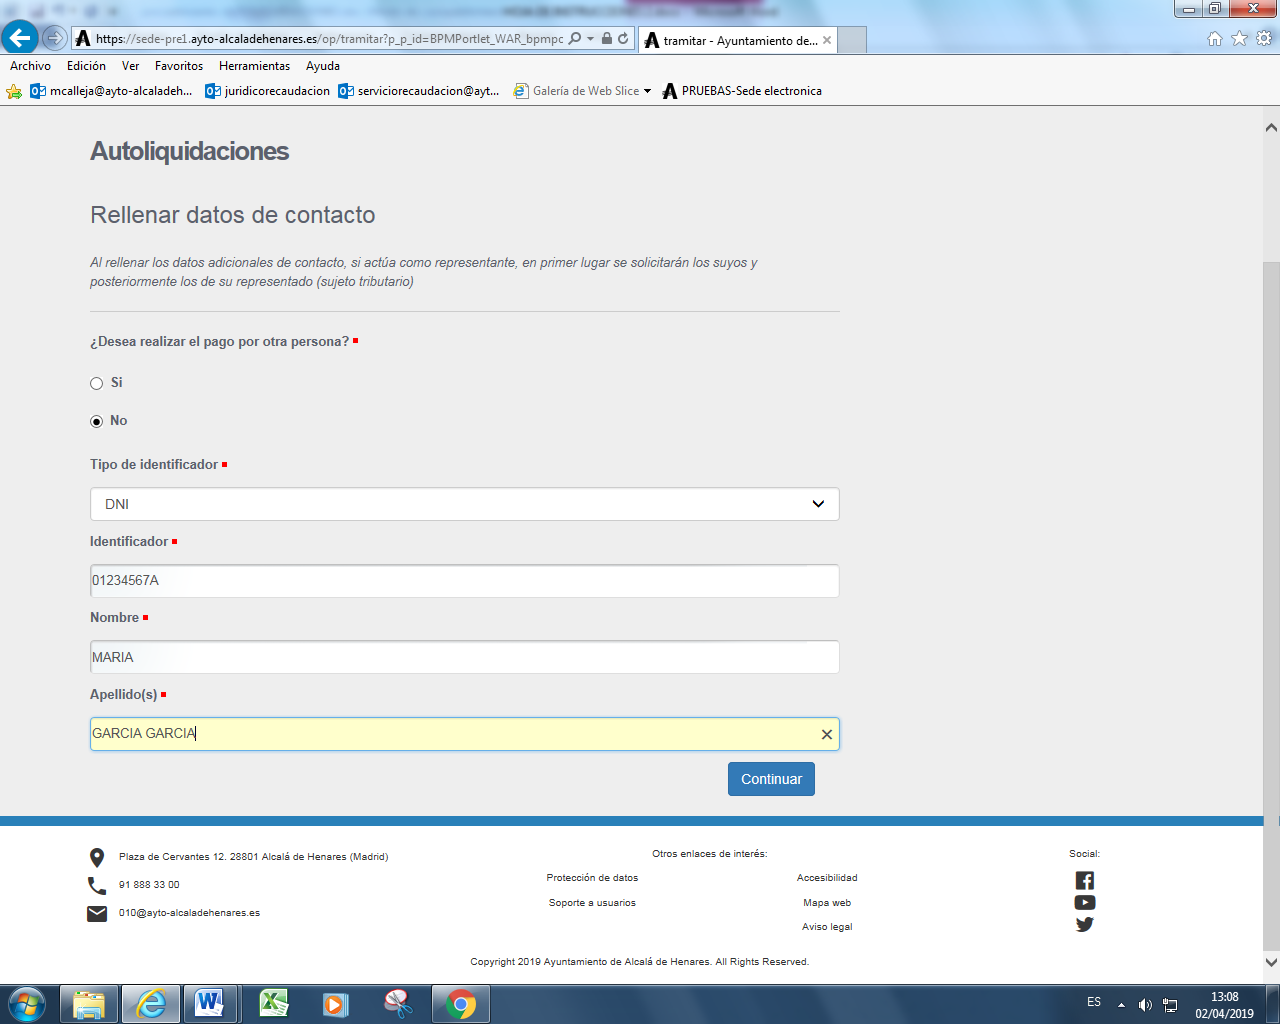 https://sede-pre1.ayto-alcaladehenares.es/op/tramitar?p_p_id=BPMPortlet_WAR_bpmpc
tramitar - Ayuntamiento de...
Archivo Edición Ver Favoritos Herramientas Ayuda
mcalleja@ayto-alcaladeh... juridicorecaudacion serviciorecaudacion@ayt... Galería de Web Slice PRUEBAS-Sede electronica
Autoliquidaciones
Rellenar datos de contacto
Al rellenar los datos adicionales de contacto, si actúa como representante, en primer lugar se solicitarán los suyos y
posteriormente los de su representado (sujeto tributario)
¿Desea realizar el pago por otra persona?
Si
No
Tipo de identificador
DNI
Identificador
01234567A
Nombre
MARIA
Apellido(s)
GARCIA GARCIA
Continuar
Plaza de Cervantes 12. 28801 Alcalá de Henares (Madrid)
91 888 33 00
010@ayto-alcaladehenares.es
Otros enlaces de interés:
Protección de datos
Soporte a usuarios
Accesibilidad
Mapa web
Aviso legal
Social:
Copyright 2019 Ayuntamiento de Alcalá de Henares. All Rights Reserved.
ES
13:08
02/04/2019